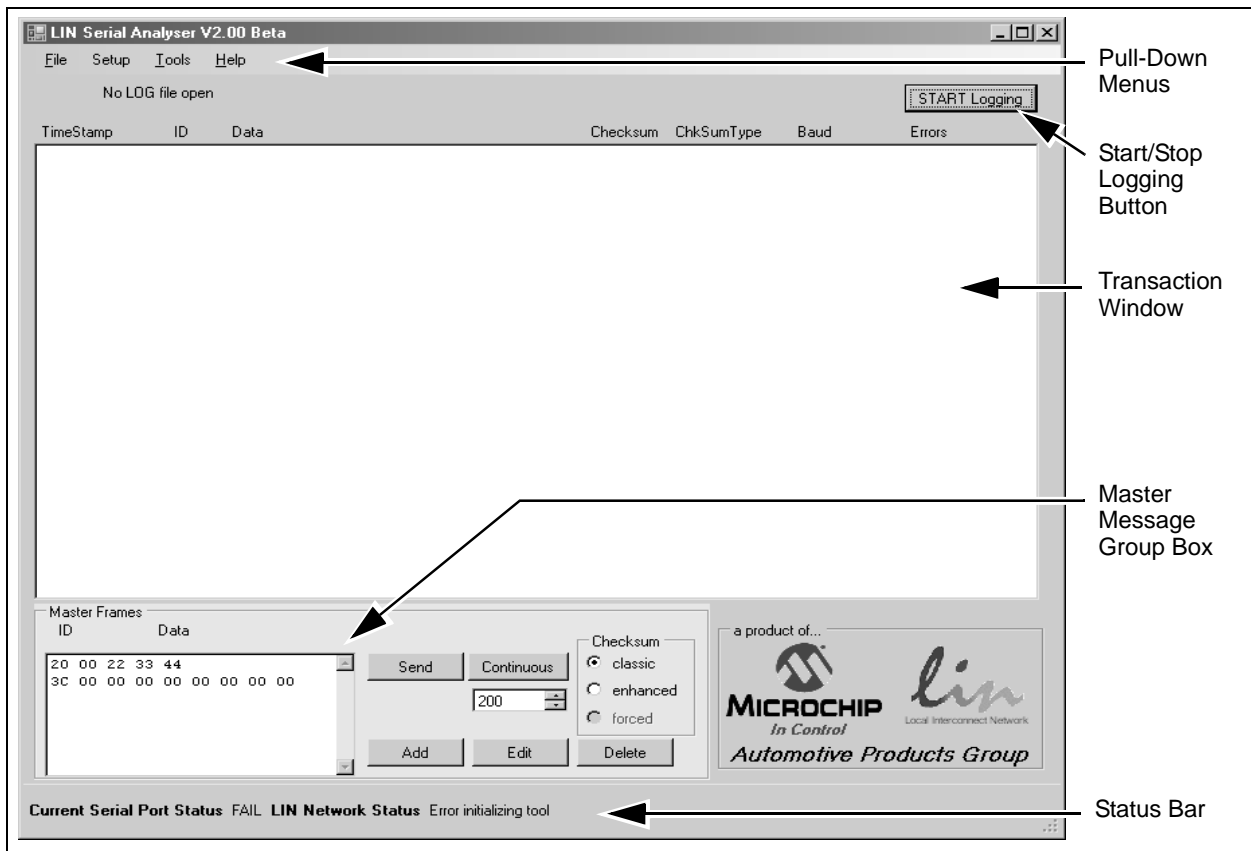 LIN Serial Analyser V2.00 Beta
File Setup Tools Help
Pull-Down
Menus
No LOG file open
START Logging
TimeStamp ID Data Checksum ChkSumType Baud Errors
Start/Stop
Logging
Button
Transaction
Window
Master
Message
Group Box
Master Frames
ID Data
20 00 22 33 44
3C 00 00 00 00 00 00 00 00
Send Continuous
200
Add Edit Delete
Checksum
classic
enhanced
forced
a product of...
MICROCHIP
In Control
lin
Local Interconnect Network
Automotive Products Group
Current Serial Port Status FAIL LIN Network Status Error initializing tool
Status Bar